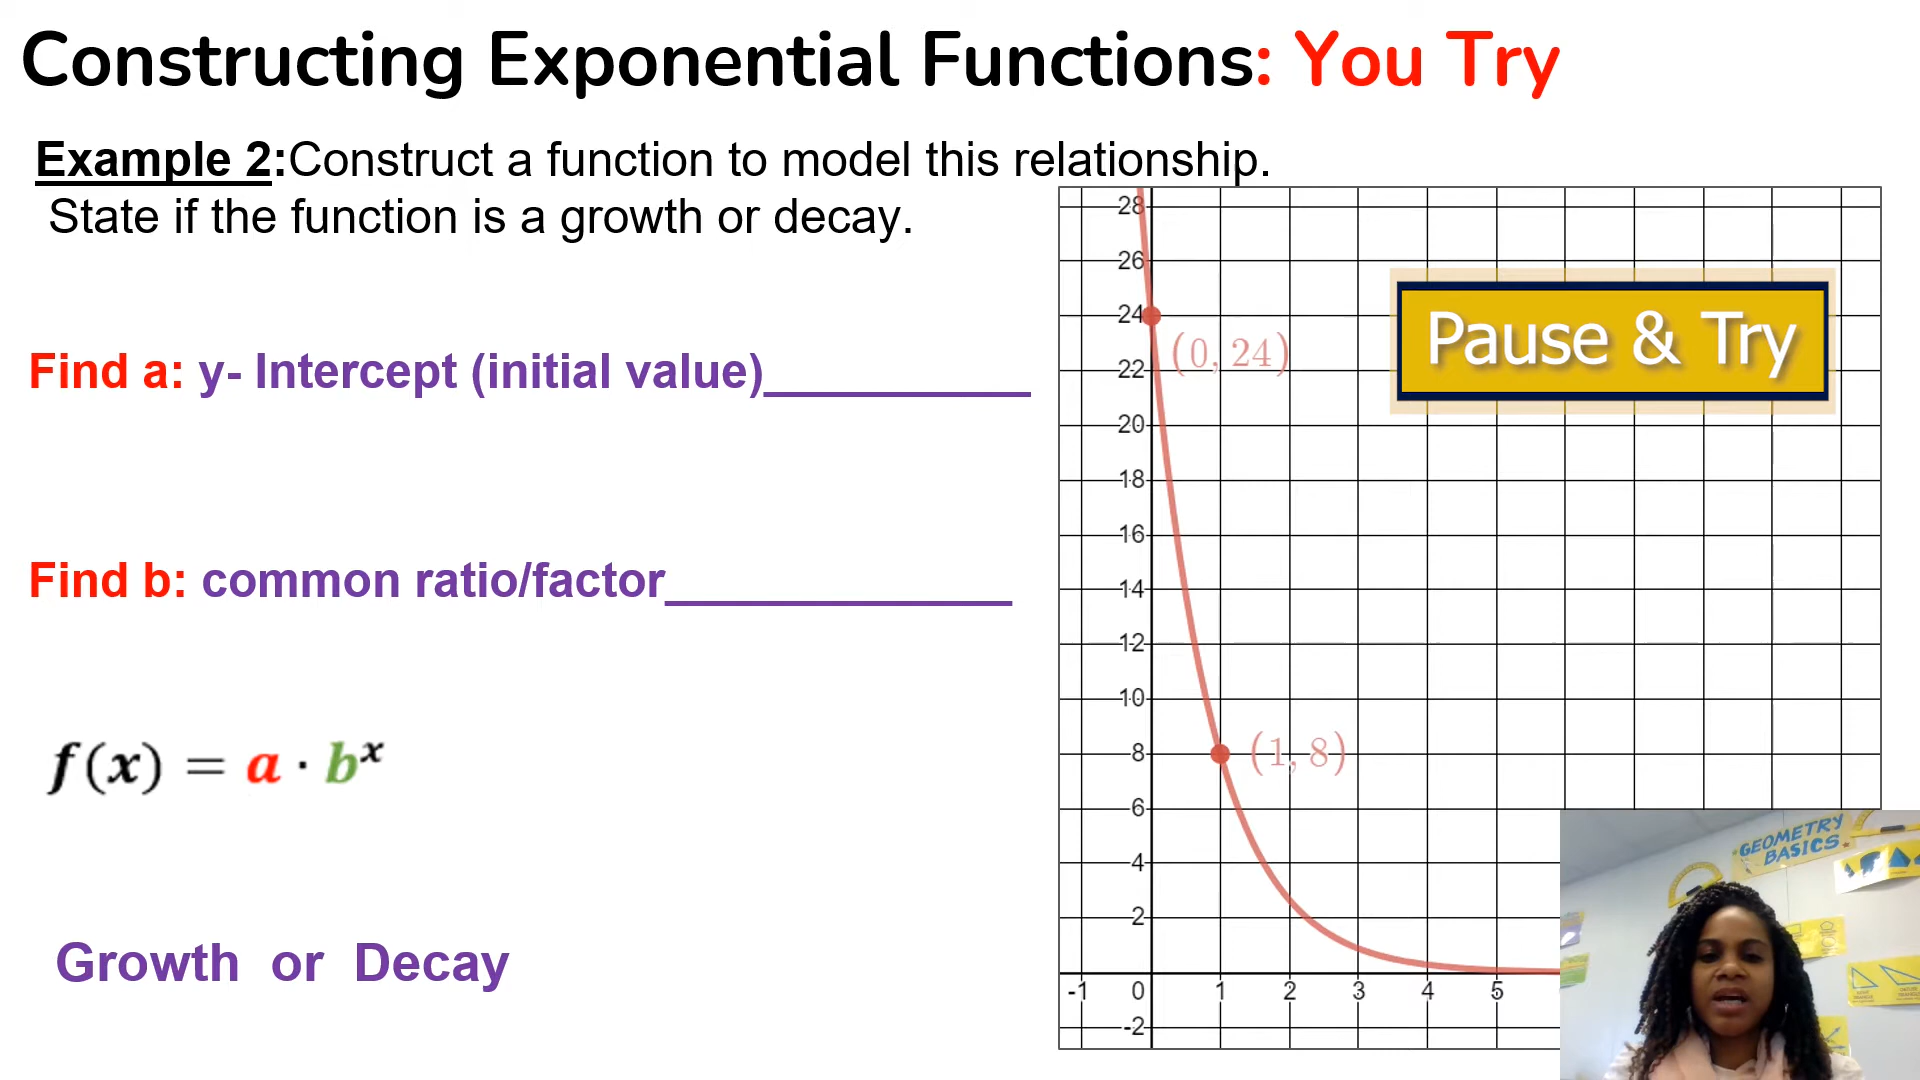 Constructing Exponential Functions: You Try
Example 2:Construct a function to model this relationship.
State if the function is a growth or decay.
Find a: y- Intercept (initial value)___________
Find b: common ratio/factor______________
f(x) = a · b^x
Growth or Decay
Pause & Try
28
26
24
(0, 24)
22
20
18
16
14
12
10
8
(1, 8)
6
4
2
-1 0 1 2 3 4 5
-2
GEOMETRY
BASICS